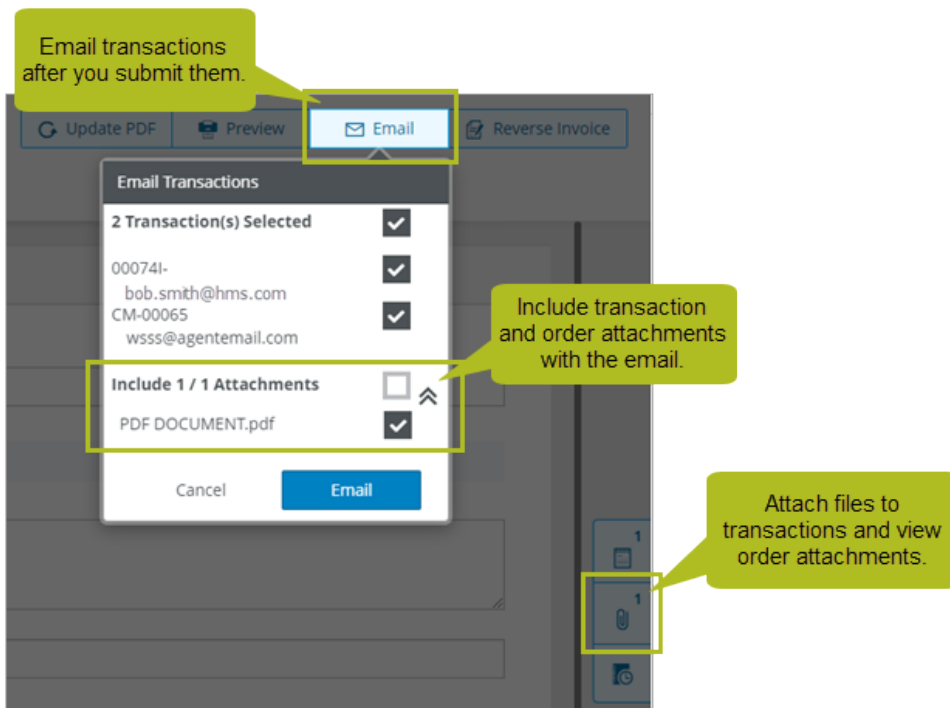 Email transactions
after you submit them.
Update PDF
Preview
Email
Reverse Invoice
Email Transactions
2 Transaction(s) Selected
00074I-
bob.smith@hms.com
CM-00065
wsss@agentemail.com
Include transaction
and order attachments
with the email.
Include 1 / 1 Attachments
PDF DOCUMENT.pdf
Cancel
Email
Attach files to
transactions and view
order attachments.
1
1